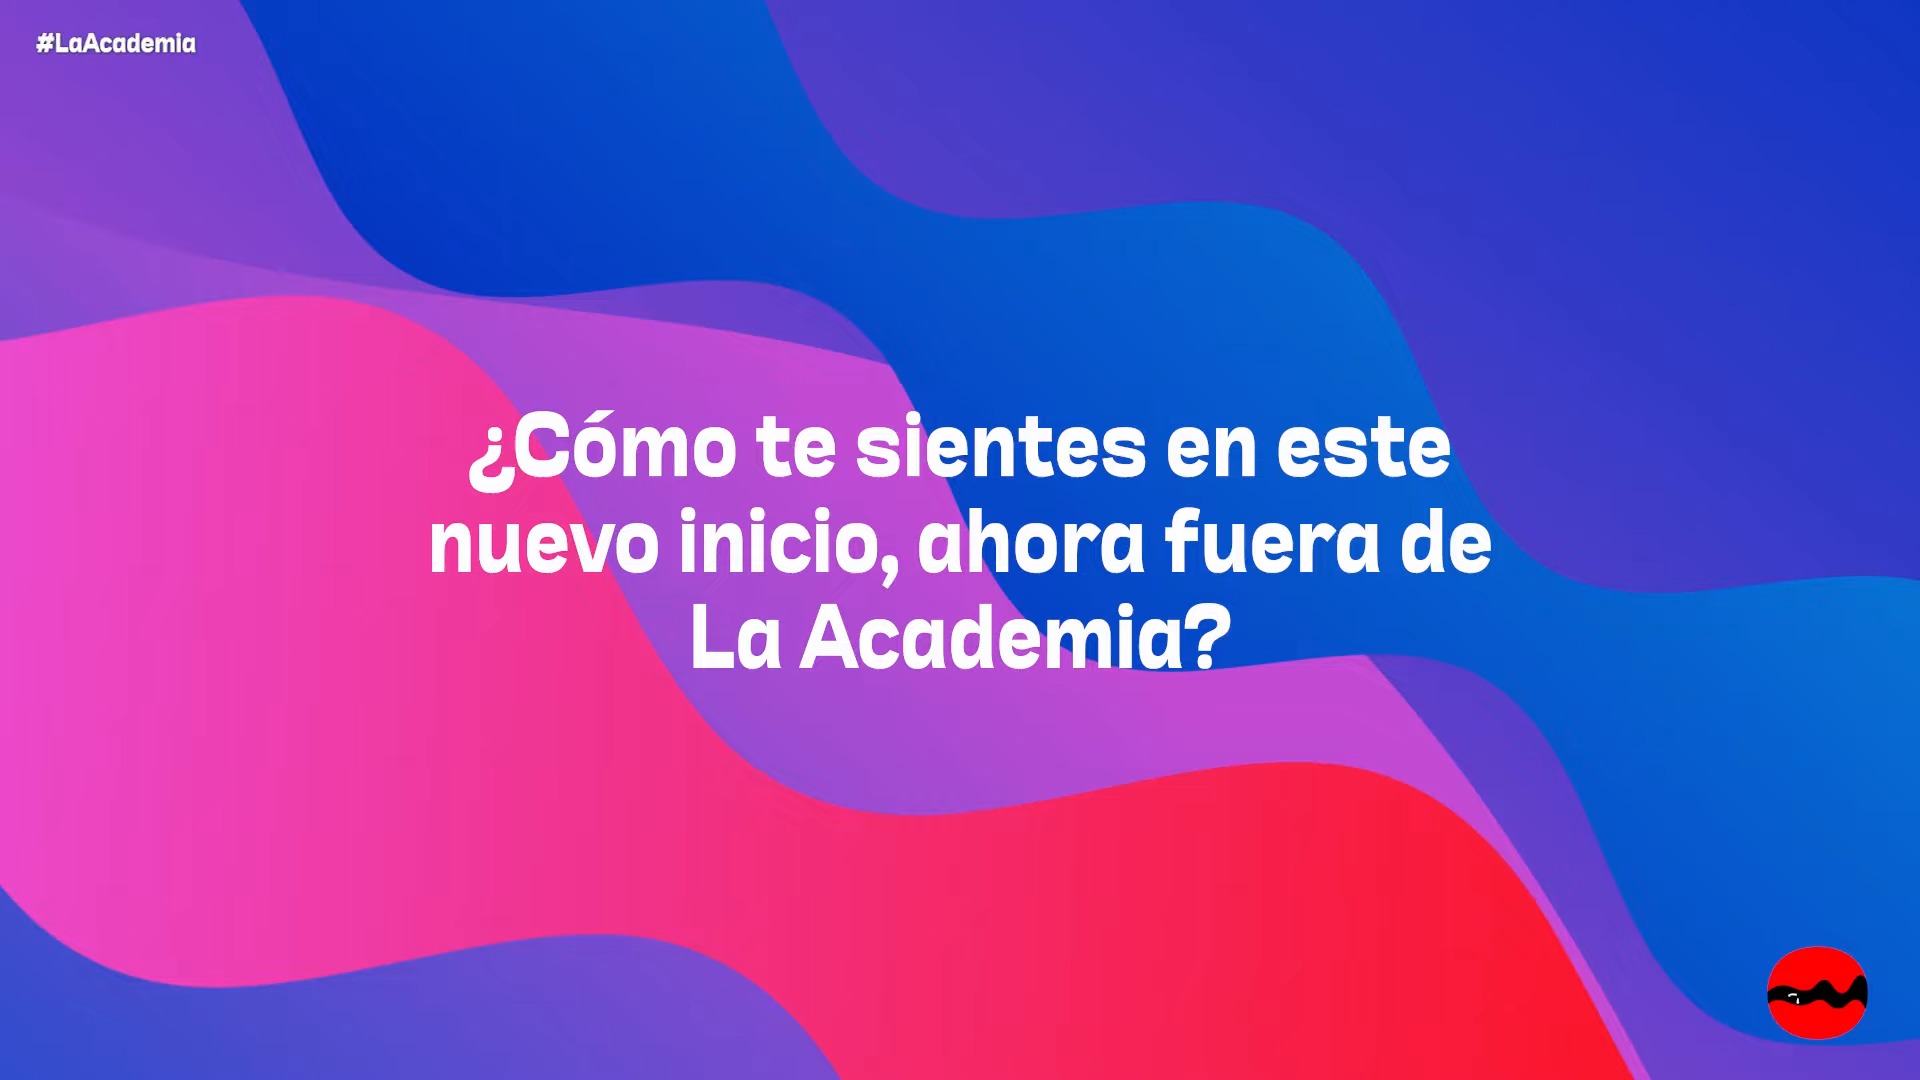 #LaAcademia
¿Cómo te sientes en este
nuevo inicio, ahora fuera de
La Academia?